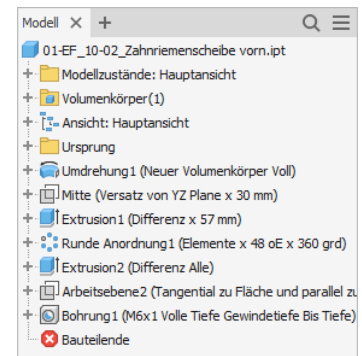 Modell
01-EF_10-02_Zahnriemenscheibe vorn.ipt
Modellzustände: Hauptansicht
Volumenkörper(1)
Ansicht: Hauptansicht
Ursprung
Umdrehung1 (Neuer Volumenkörper Voll)
Mitte (Versatz von YZ Plane x 30 mm)
Extrusion1 (Differenz x 57 mm)
Runde Anordnung1 (Elemente x 48 oE x 360 grd)
Extrusion2 (Differenz Alle)
Arbeitsebene2 (Tangential zu Fläche und parallel zu
Bohrung1 (M6x1 Volle Tiefe Gewindetiefe Bis Tiefe)
Bauteilende